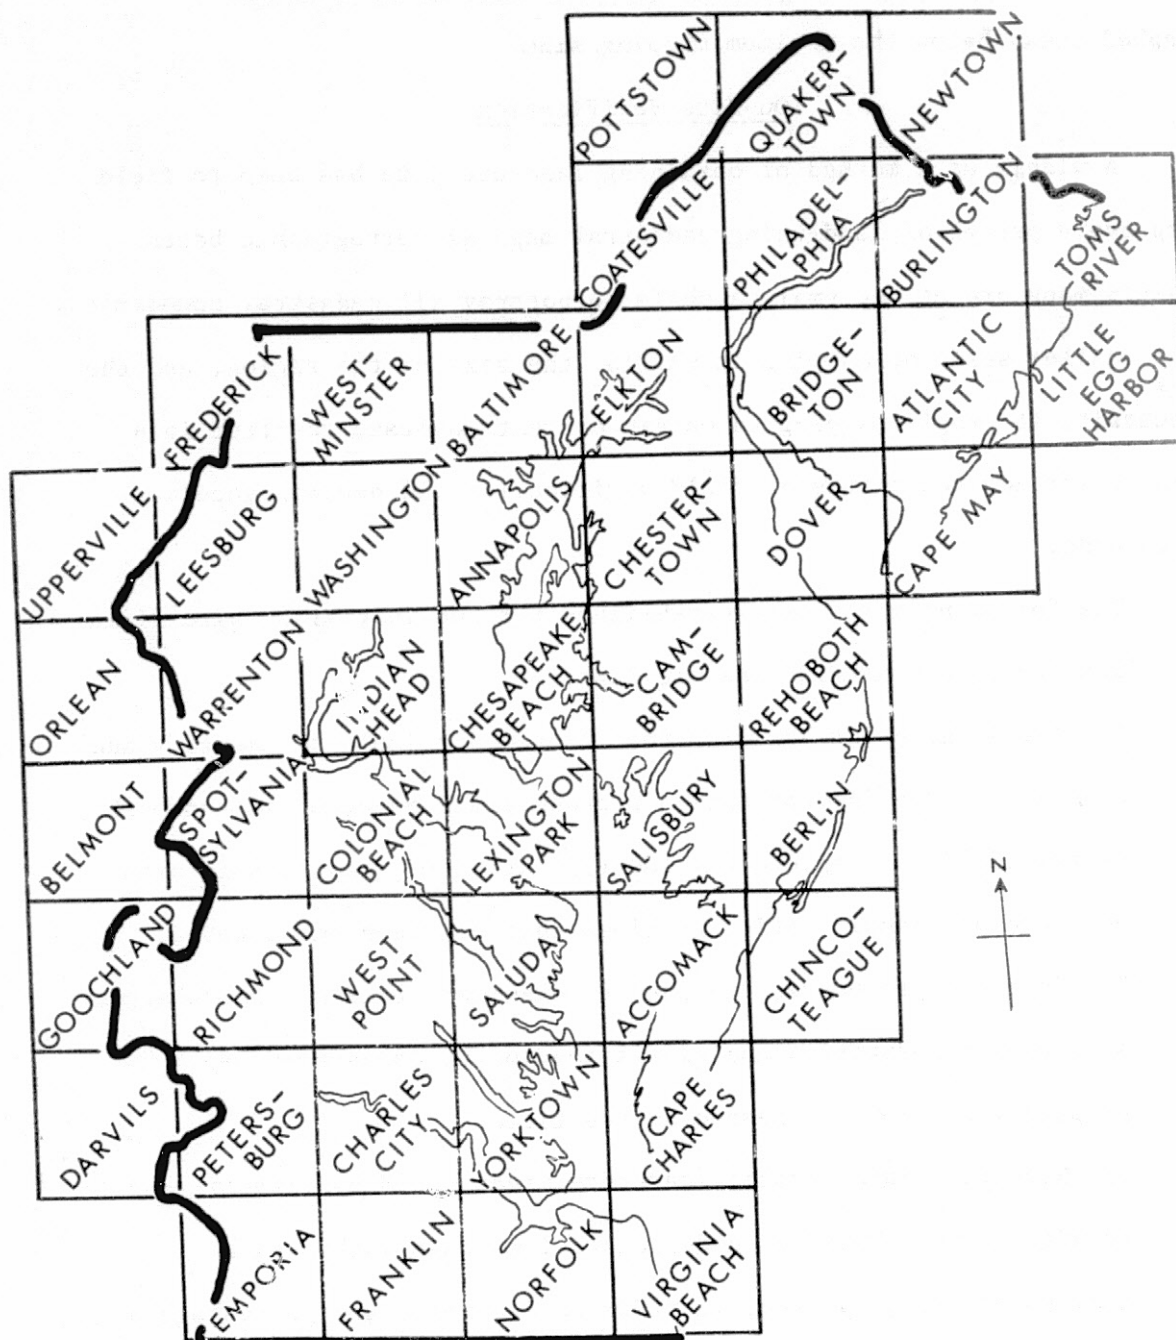 POTTSTOWN
QUAKER-
TOWN
NEWTOWN
COATESVILLE
PHILADEL-
PHIA
BURLINGTON
TOMS
RIVER
FREDERICK
WEST-
MINSTER
BALTIMORE
ELKTON
BRIDGE-
TON
ATLANTIC
CITY
LITTLE
EGG
HARBOR
UPPERVILLE
LEESBURG
WASHINGTON
ANNAPOLIS
CHESTER-
TOWN
DOVER
CAPE MAY
ORLEAN
WARRENTON
INDIAN
HEAD
CHESAPEAKE
BEACH
CAM-
BRIDGE
REHOBOTH
BEACH
BELMONT
SPOT-
SYLVANIA
COLONIAL
BEACH
LEXINGTON
PARK
SALISBURY
BERLIN
GOOCHLAND
RICHMOND
WEST
POINT
SALUDA
ACCOMACK
CHINCO-
TEAGUE
N
DARVILS
PETERS-
BURG
CHARLES
CITY
YORKTOWN
CAPE
CHARLES
EMPORIA
FRANKLIN
NORFOLK
VIRGINIA
BEACH